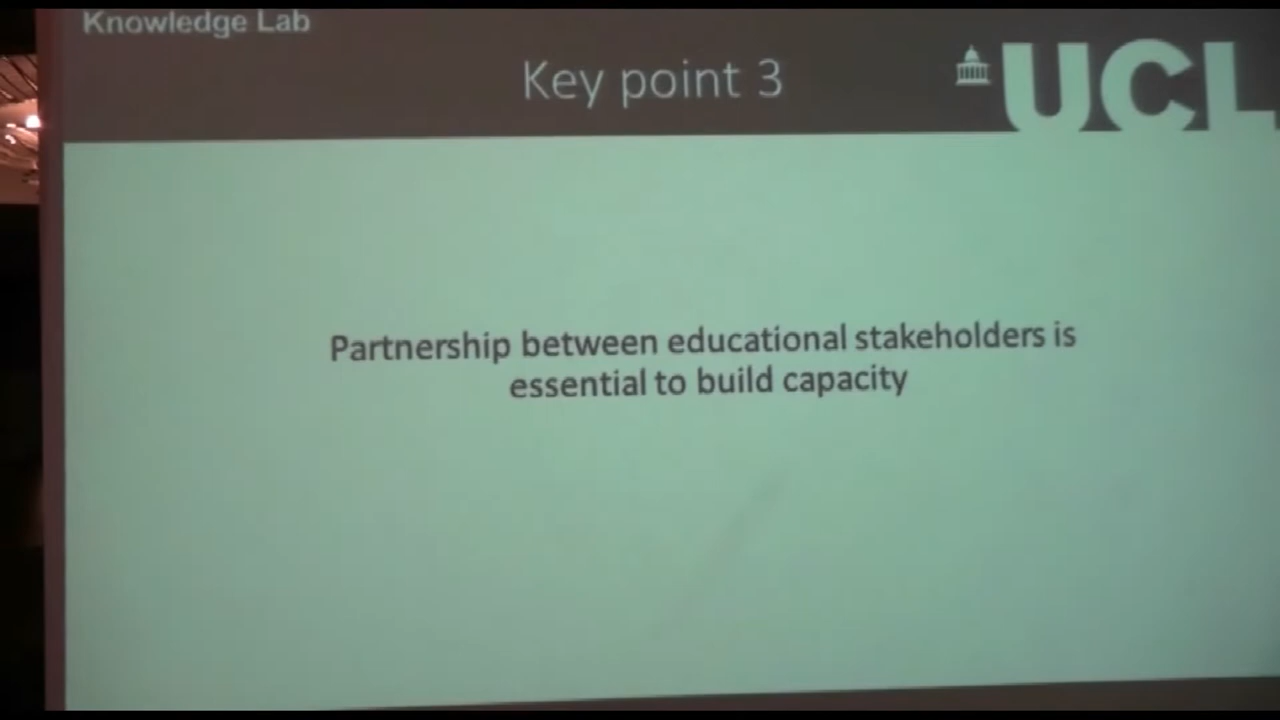 Knowledge Lab
Key point 3
UCL
Partnership between educational stakeholders is
essential to build capacity